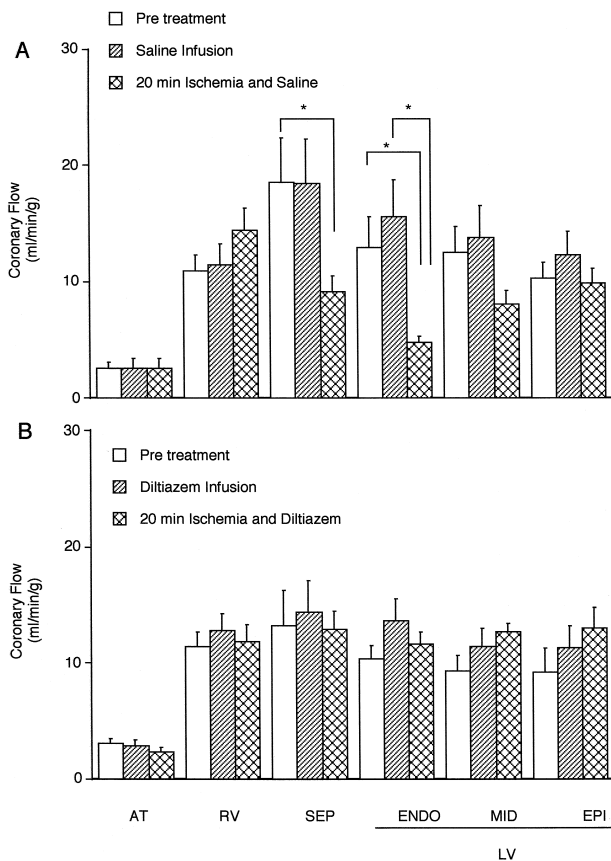 A
Pre treatment
Saline Infusion
20 min Ischemia and Saline
30
20
10
0
Coronary Flow
(ml/min/g)
*
*
*
B
Pre treatment
Diltiazem Infusion
20 min Ischemia and Diltiazem
30
20
10
0
Coronary Flow
(ml/min/g)
AT RV SEP ENDO MID EPI
LV